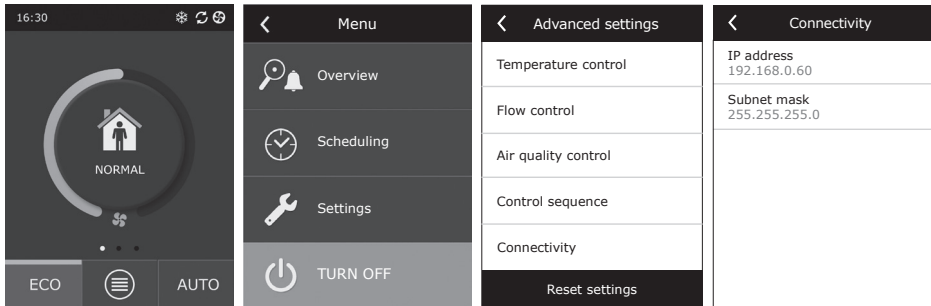 16:30
NORMAL
ECO
AUTO
Menu
Overview
Scheduling
Settings
TURN OFF
Advanced settings
Temperature control
Flow control
Air quality control
Control sequence
Connectivity
Reset settings
Connectivity
IP address
192.168.0.60
Subnet mask
255.255.255.0